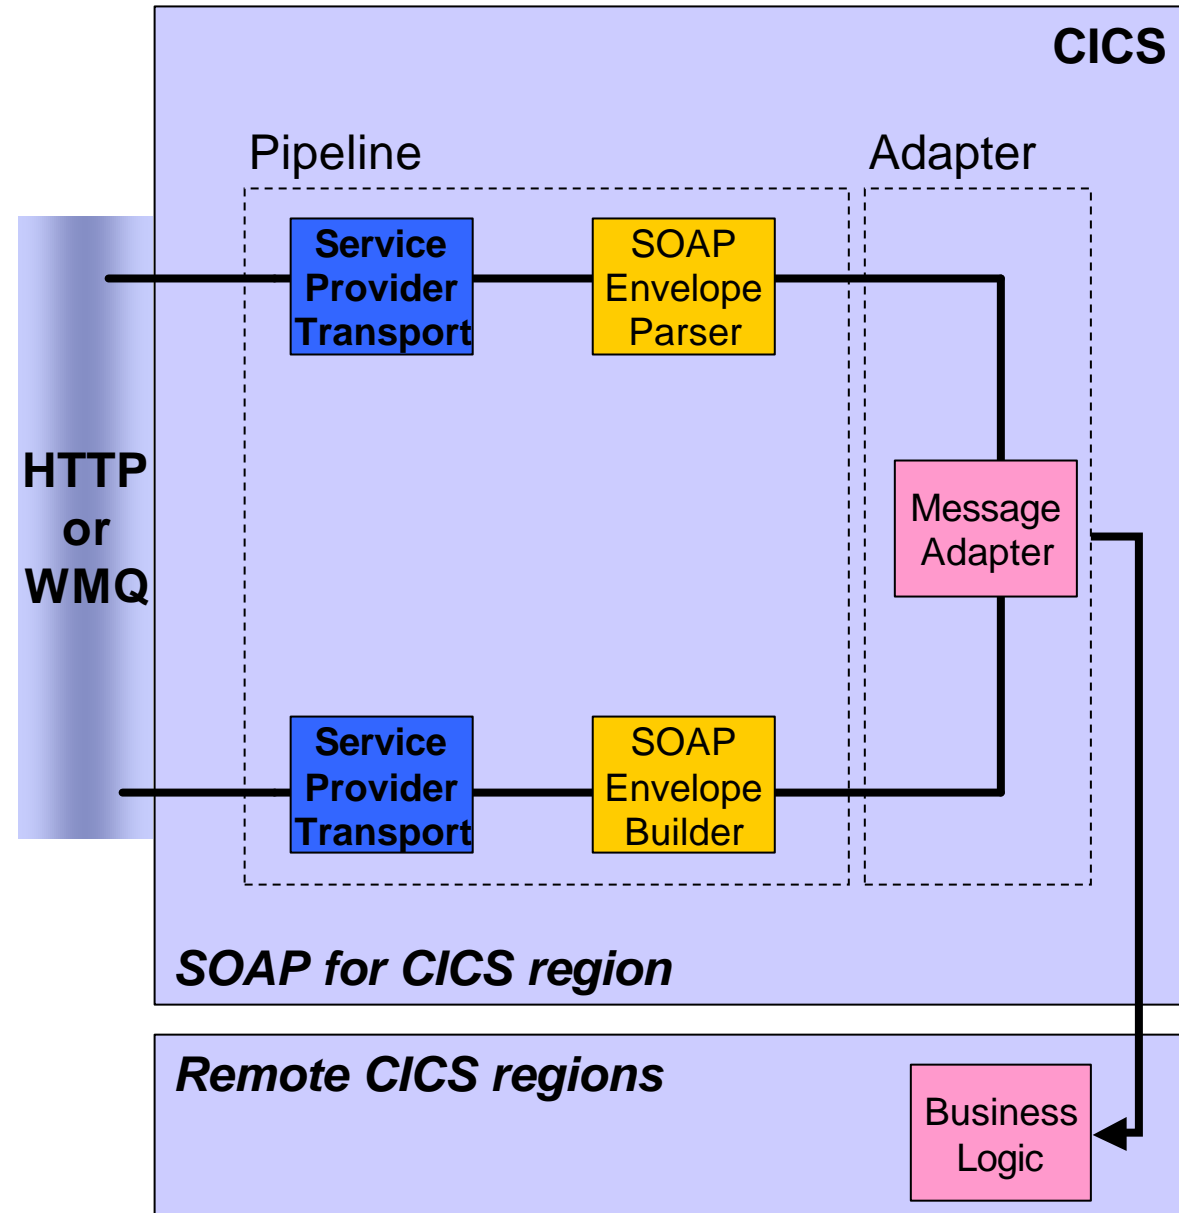 CICS
Pipeline
Adapter
Service
Provider
Transport
SOAP
Envelope
Parser
HTTP
or
WMQ
Message
Adapter
Service
Provider
Transport
SOAP
Envelope
Builder
SOAP for CICS region
Remote CICS regions
Business
Logic